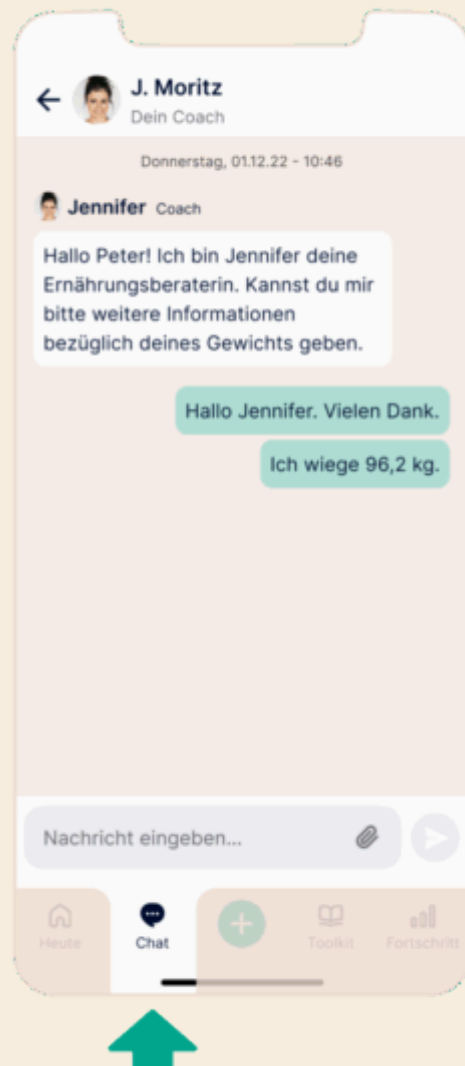 J. Moritz
Dein Coach
Donnerstag, 01.12.22 - 10:46
Jennifer Coach
Hallo Peter! Ich bin Jennifer deine
Ernährungsberaterin. Kannst du mir
bitte weitere Informationen
bezüglich deines Gewichts geben.
Hallo Jennifer. Vielen Dank.
Ich wiege 96,2 kg.
Nachricht eingeben...
Heute Chat Toolkit Fortschritt